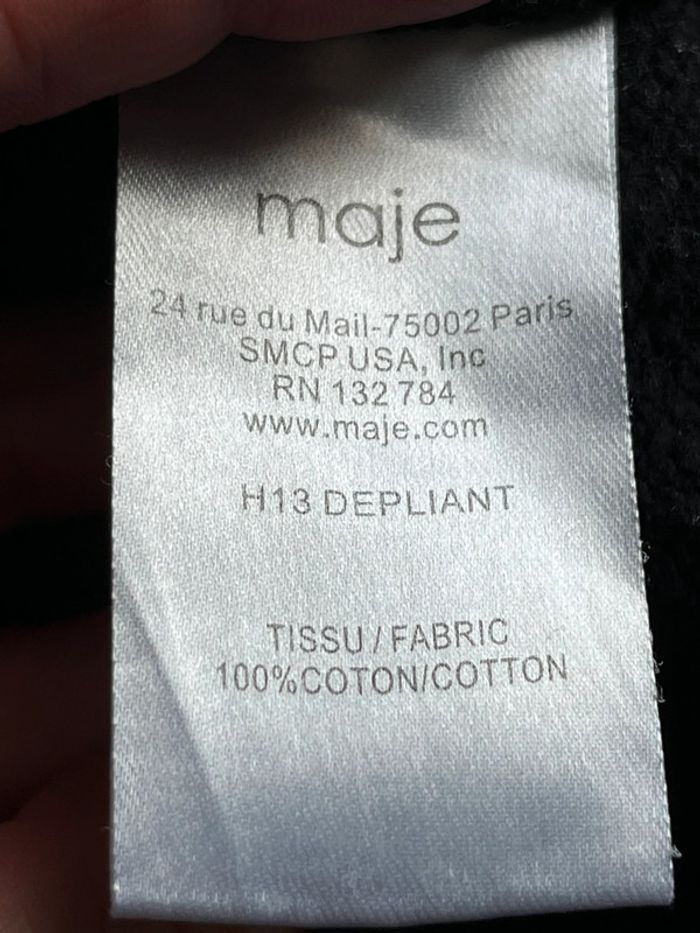 maje
24 rue du Mail-75002 Paris
SMCP USA, Inc
RN 132 784
www.maje.com
H13 DEPLIANT
TISSU / FABRIC
100%COTON/COTTON